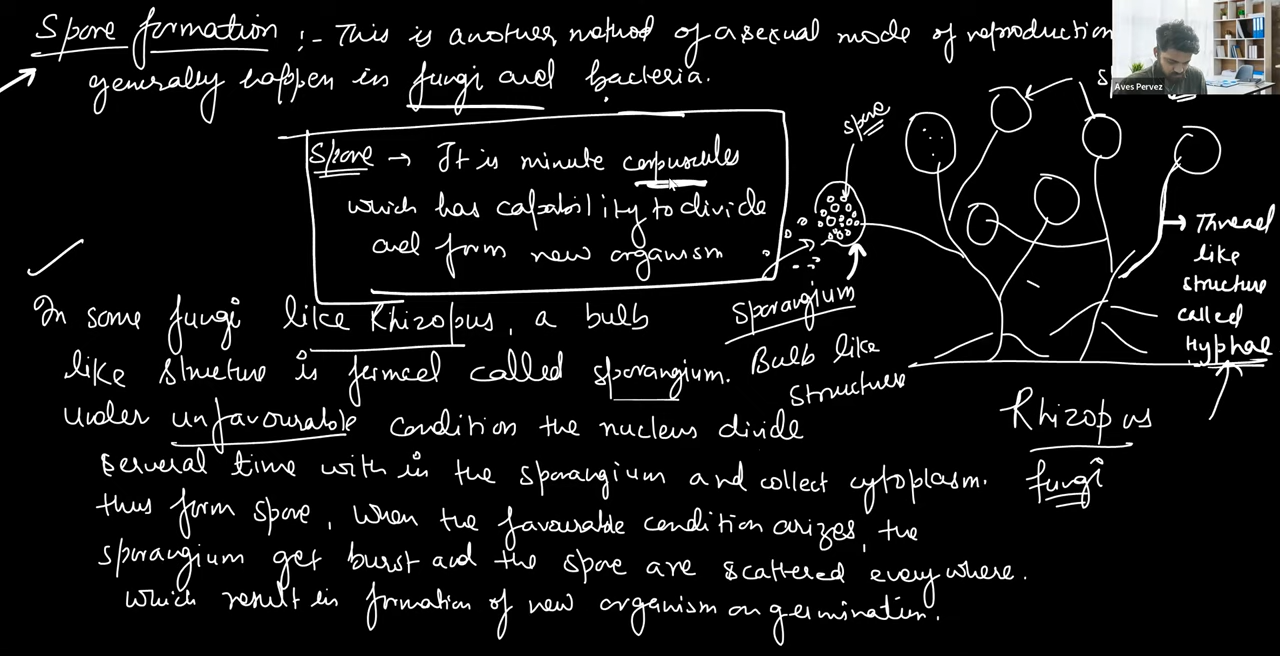 Spore formation :- This is another method of asexual mode of reproduction
generally happen in fungi and bacteria.
Aves Pervez
Spore → It is minute corpuscules
which has capability to divide
and form new organism
spore
Sporangium
Bulb like
structure
→ Thread
like
structure
called
Hyphae
Rhizopus
fungi
In some fungi like Rhizopus, a bulb
like structure is formed called sporangium.
under unfavourable condition the nucleus divide
serveral time with in the sporangium and collect cytoplasm.
thus form spore, when the favourable condition arizes, the
sporangium get burst and the spore are scattered every where.
which result in formation of new organism on germination.